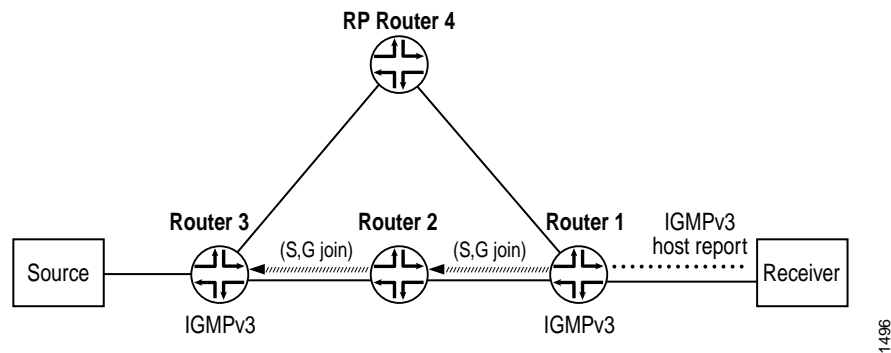 RP Router 4
Router 3
Router 2
Router 1
(S,G join)
(S,G join)
IGMPv3
host report
Source
Receiver
IGMPv3
IGMPv3
1496